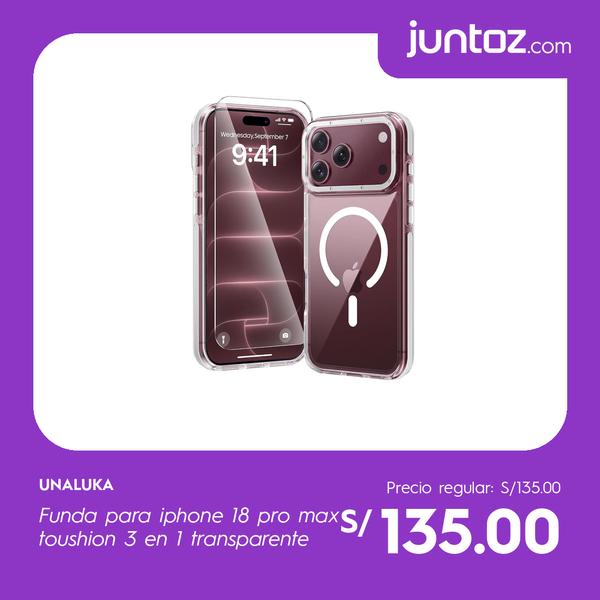 juntoz.com
Wednesday, September 7
9:41
UNALUKA
Funda para iphone 18 pro max
toushion 3 en 1 transparente
Precio regular: S/135.00
S/135.00